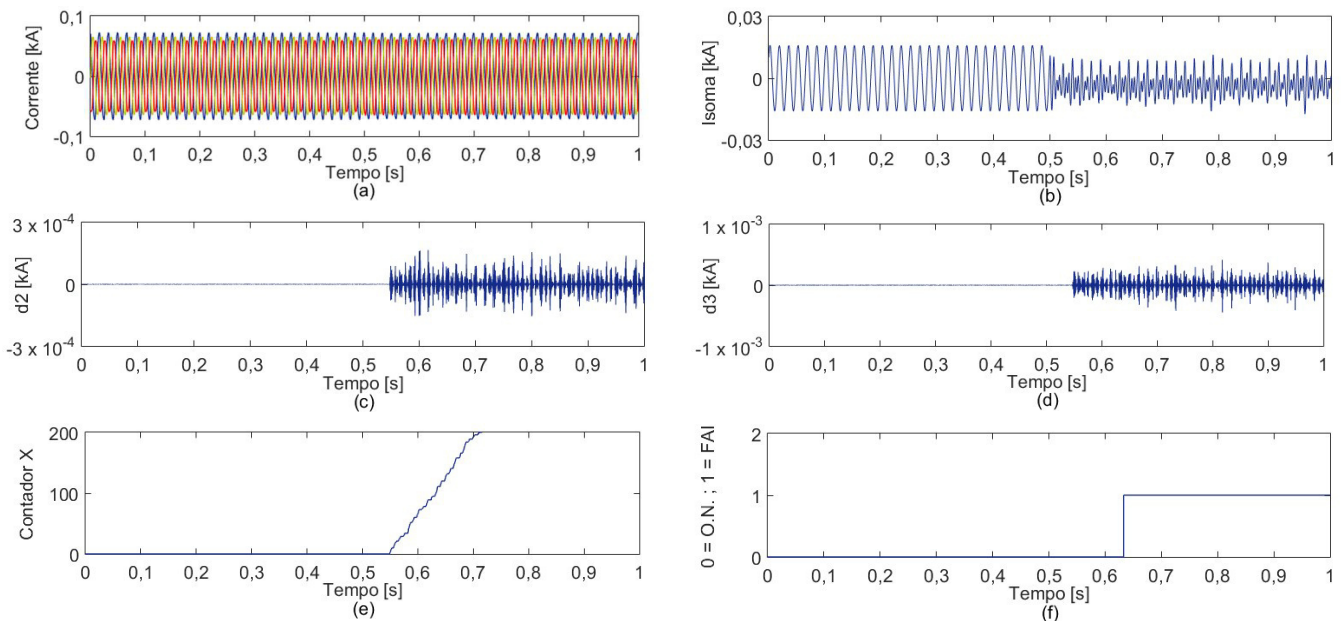 0,1
Corrente [kA]
0
-0,1
0 0,1 0,2 0,3 0,4 0,5 0,6 0,7 0,8 0,9 1
Tempo [s]
(a)
0,03
Isoma [kA]
0
-0,03
0 0,1 0,2 0,3 0,4 0,5 0,6 0,7 0,8 0,9 1
Tempo [s]
(b)
3 x 10⁻⁴
d2 [kA]
0
-3 x 10⁻⁴
0 0,1 0,2 0,3 0,4 0,5 0,6 0,7 0,8 0,9 1
Tempo [s]
(c)
1 x 10⁻³
d3 [kA]
0
-1 x 10⁻³
0 0,1 0,2 0,3 0,4 0,5 0,6 0,7 0,8 0,9 1
Tempo [s]
(d)
200
Contador X
100
0
0 0,1 0,2 0,3 0,4 0,5 0,6 0,7 0,8 0,9 1
Tempo [s]
(e)
2
0 = O.N. ; 1 = FAI
1
0
0 0,1 0,2 0,3 0,4 0,5 0,6 0,7 0,8 0,9 1
Tempo [s]
(f)